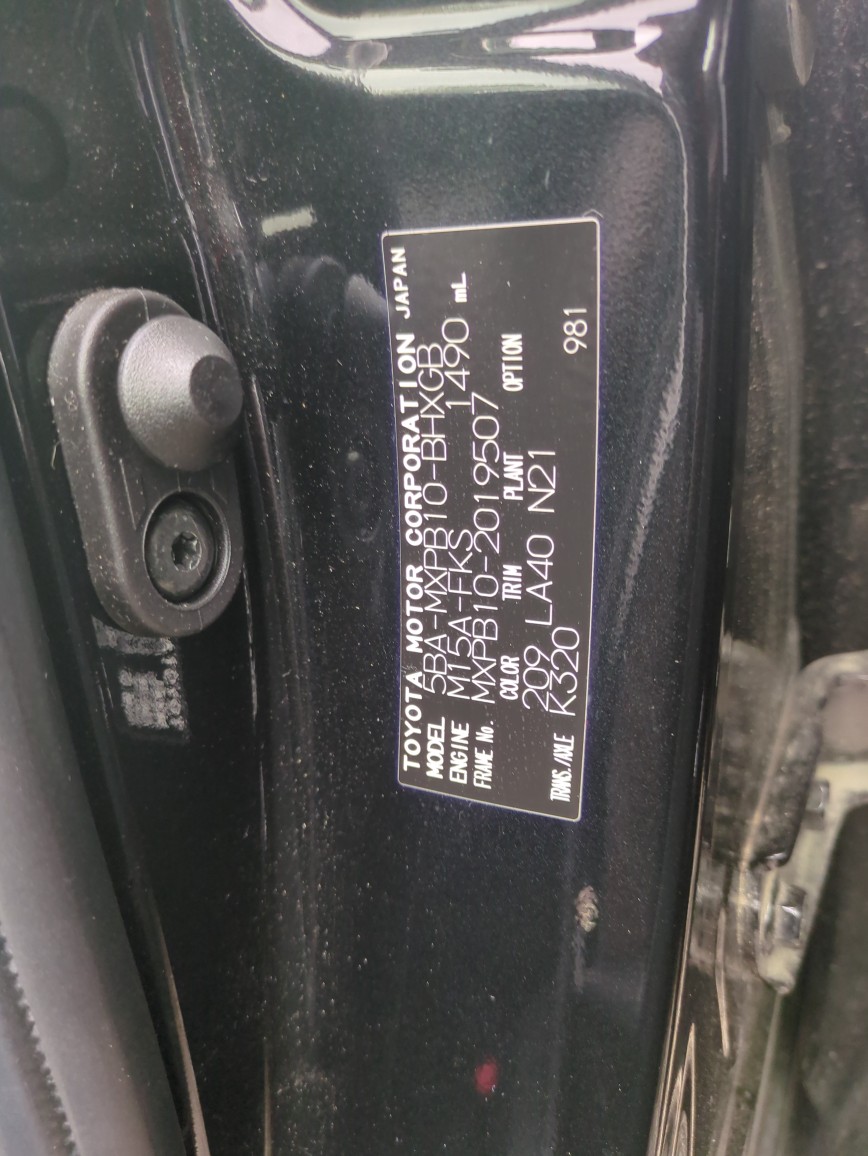 TOYOTA MOTOR CORPORATION JAPAN
MODEL 5BA-MXPB10-BHXGB
ENGINE M15A-FKS 1490 mL
FRAME No. MXPB10-2019507
COLOR TRIM PLANT OPTION
209 LA40 N21
TRANS./AXLE K320 981